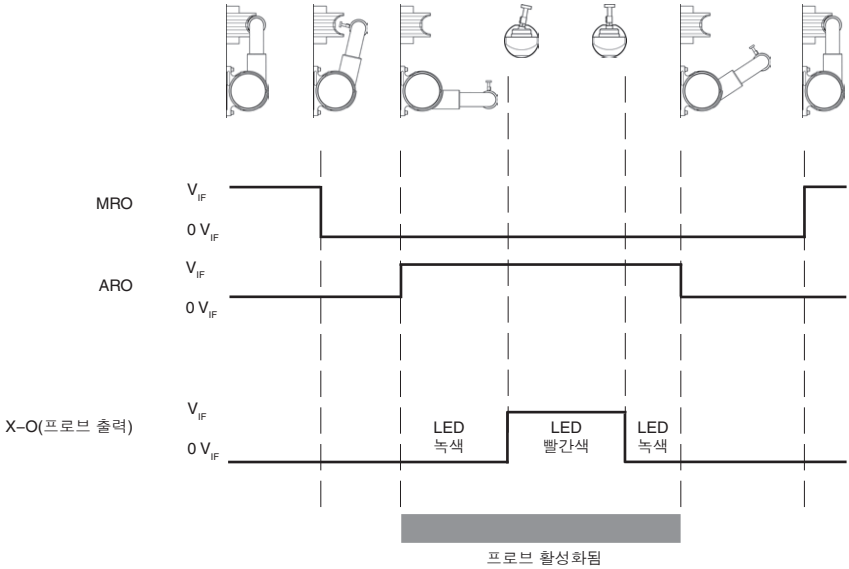 MRO
V_IF
0 V_IF
ARO
V_IF
0 V_IF
X–O(프로브 출력)
V_IF
0 V_IF
LED
녹색
LED
빨간색
LED
녹색
프로브 활성화됨